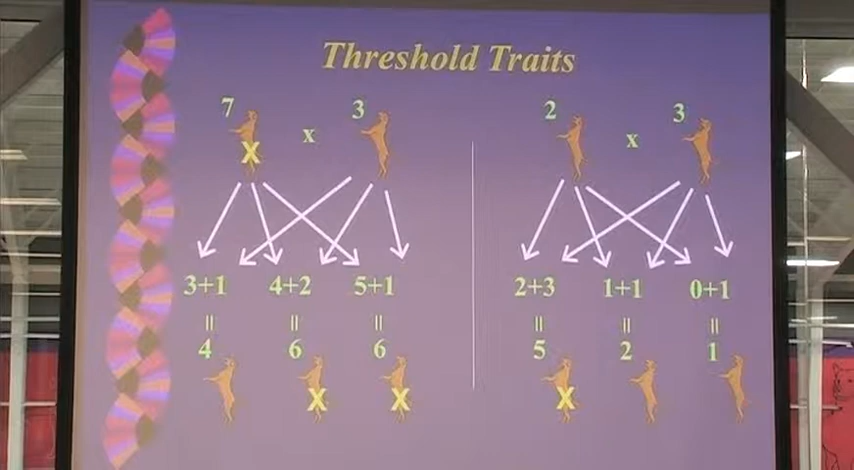 Threshold Traits
7 x 3 2 x 3
X
3+1 4+2 5+1 2+3 1+1 0+1
= = = = = =
4 6 6 5 2 1
X X X